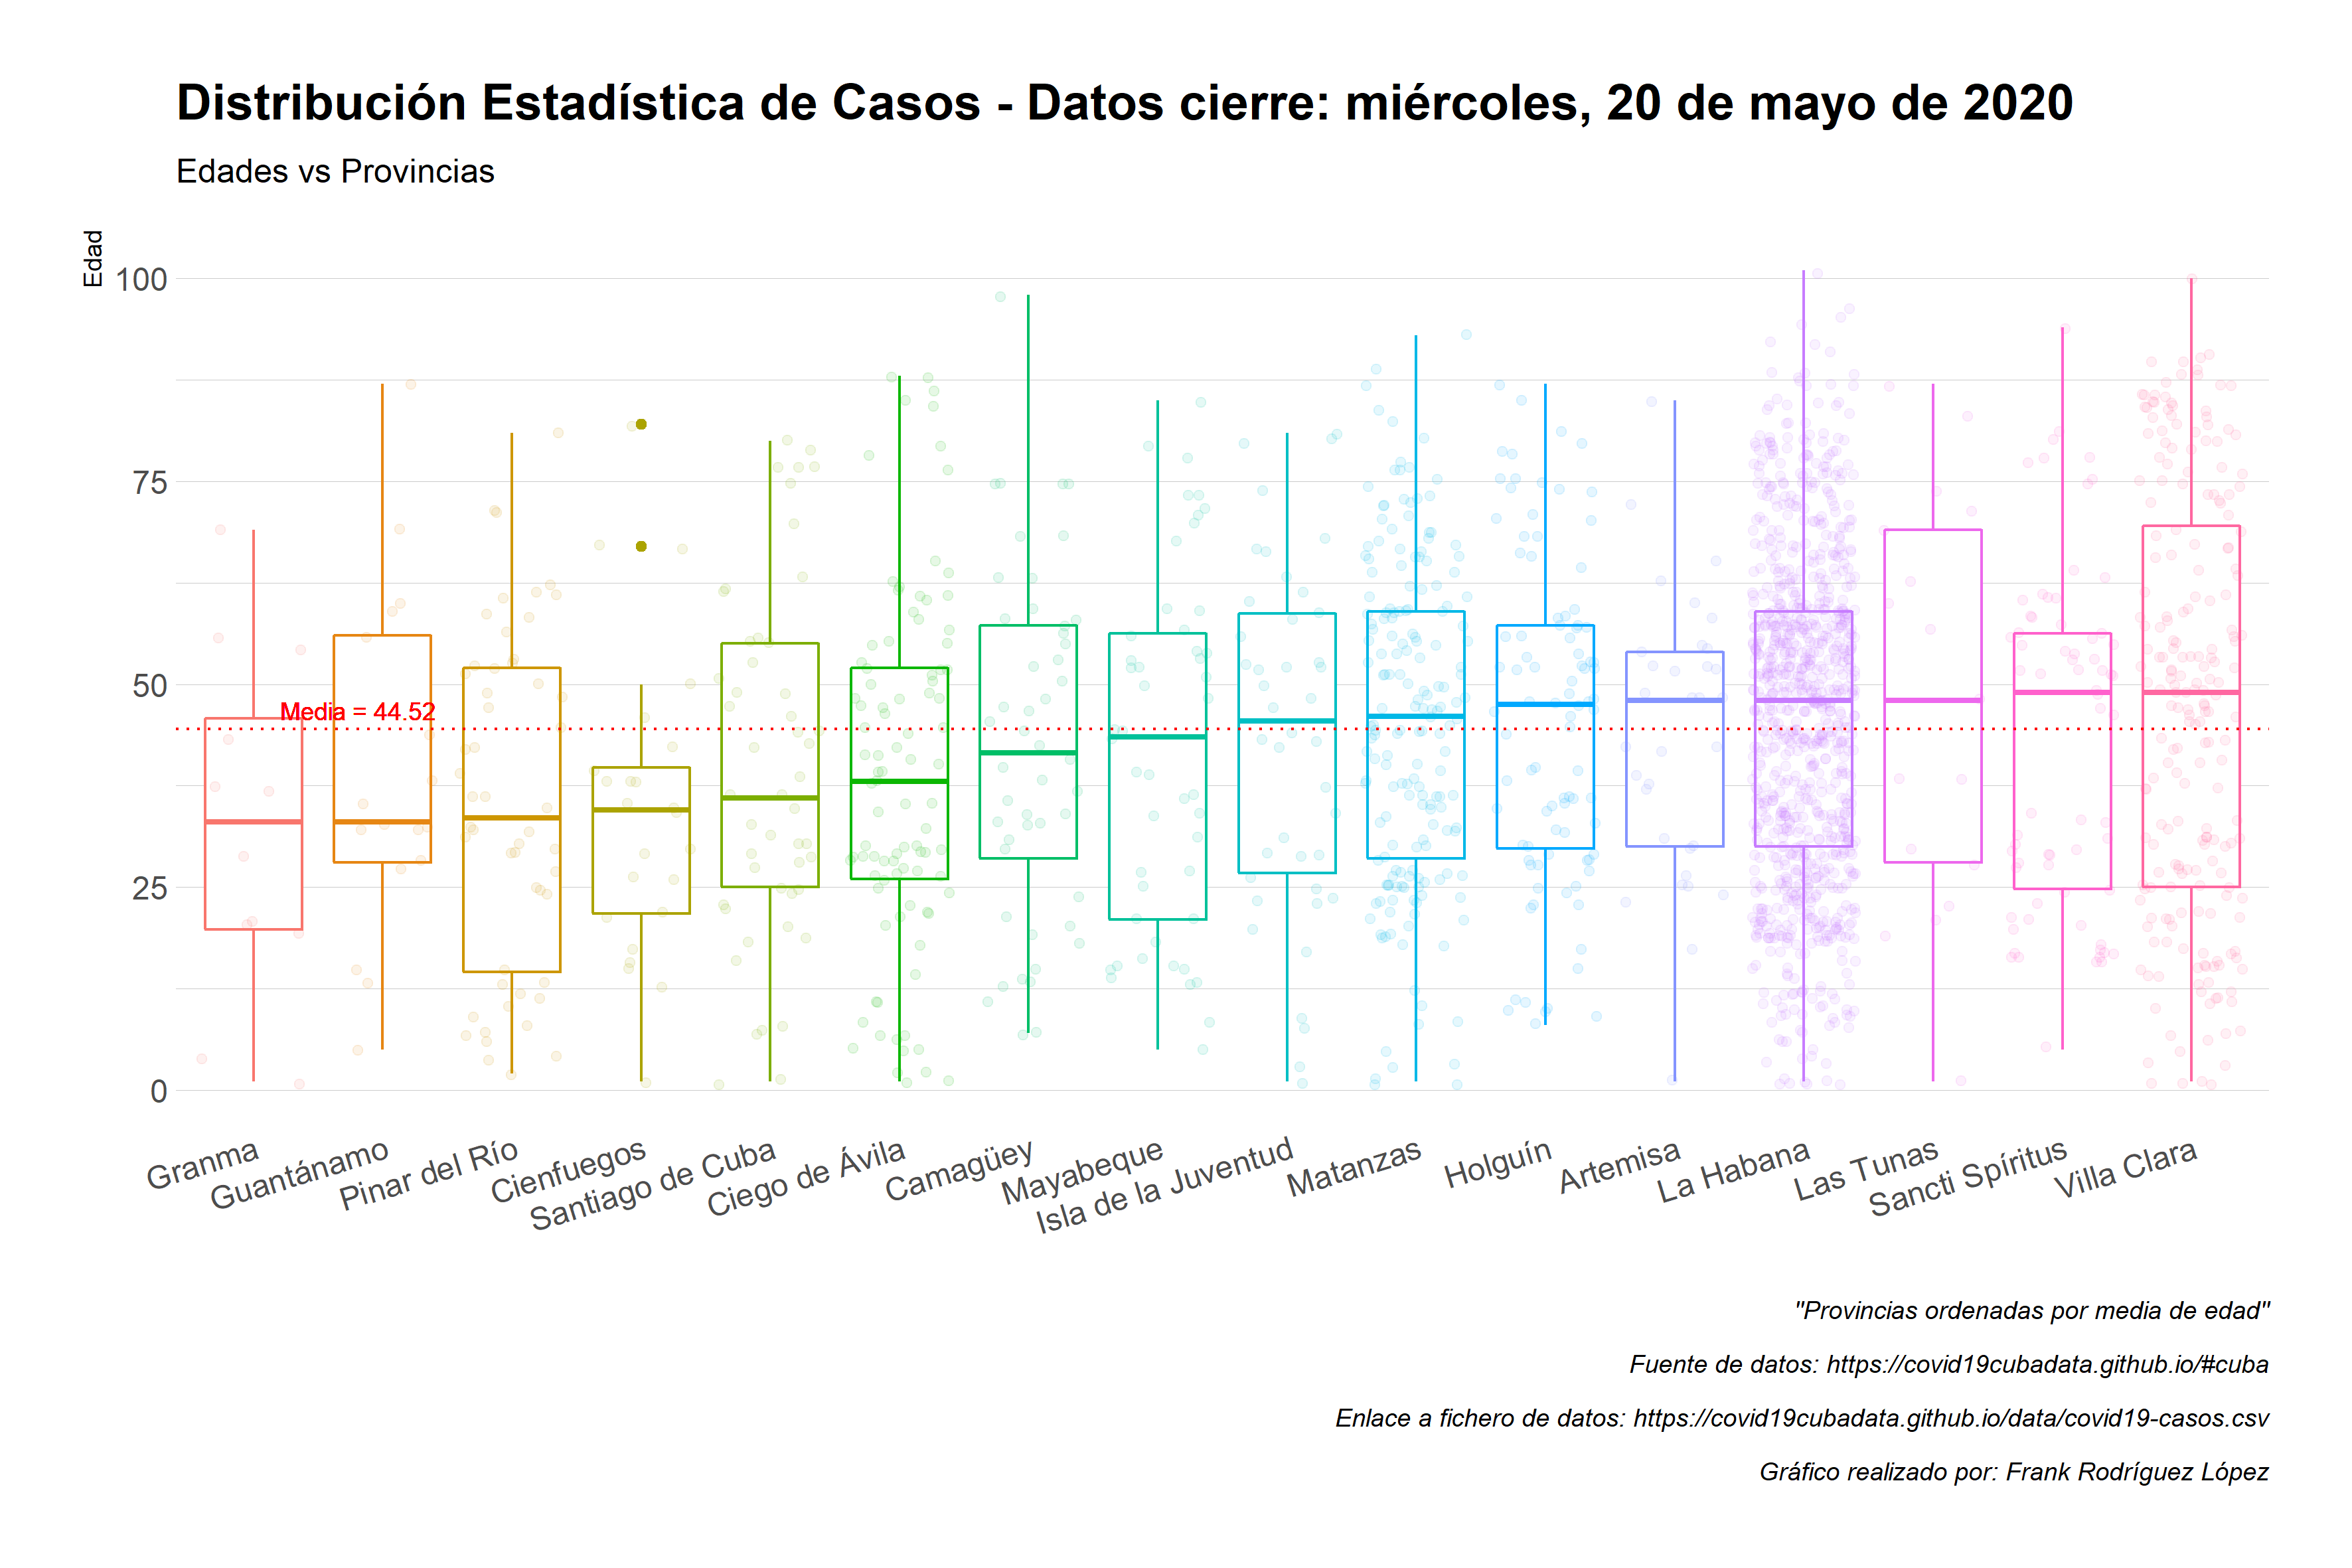 Distribución Estadística de Casos - Datos cierre: miércoles, 20 de mayo de 2020
Edades vs Provincias
Edad
100
75
50
25
0
Media = 44.52
Granma
Guantánamo
Pinar del Río
Cienfuegos
Santiago de Cuba
Ciego de Ávila
Camagüey
Mayabeque
Isla de la Juventud
Matanzas
Holguín
Artemisa
La Habana
Las Tunas
Sancti Spíritus
Villa Clara
"Provincias ordenadas por media de edad"
Fuente de datos: https://covid19cubadata.github.io/#cuba
Enlace a fichero de datos: https://covid19cubadata.github.io/data/covid19-casos.csv
Gráfico realizado por: Frank Rodríguez López